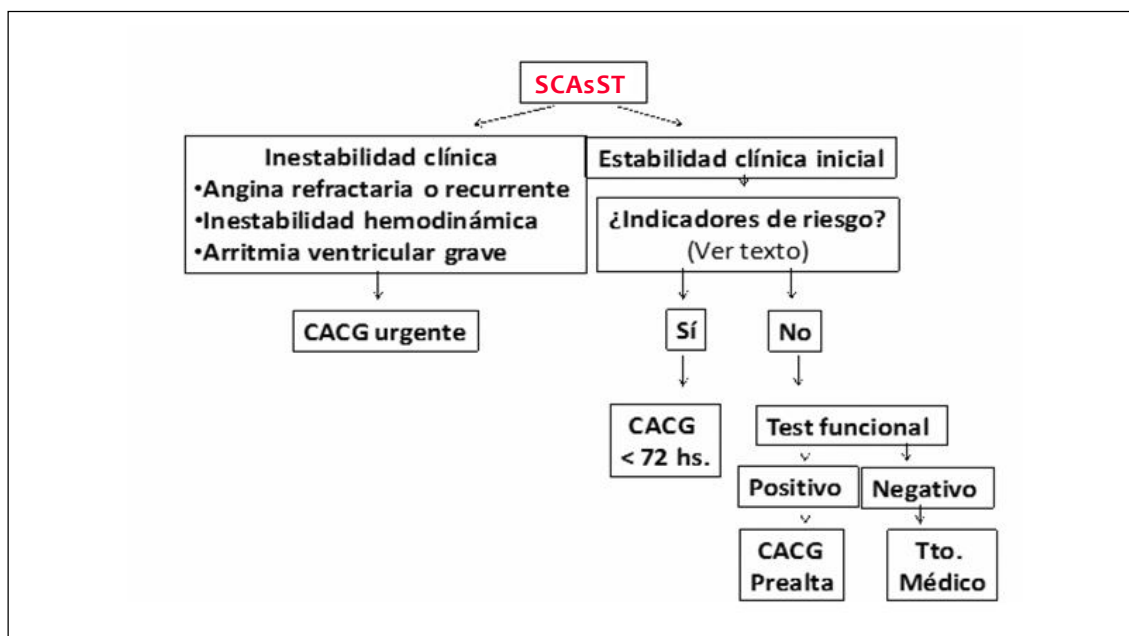 SCAsST
Inestabilidad clínica
•Angina refractaria o recurrente
•Inestabilidad hemodinámica
•Arritmia ventricular grave
CACG urgente
Estabilidad clínica inicial
¿Indicadores de riesgo?
(Ver texto)
Sí
No
CACG
< 72 hs.
Test funcional
Positivo
Negativo
CACG
Prealta
Tto.
Médico